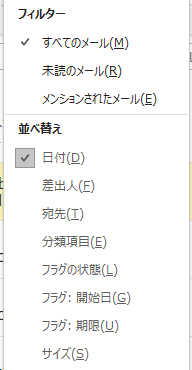 フィルター
すべてのメール(M)
未読のメール(R)
メンションされたメール(E)
並べ替え
日付(D)
差出人(F)
宛先(T)
分類項目(E)
フラグの状態(L)
フラグ: 開始日(G)
フラグ: 期限(U)
サイズ(S)